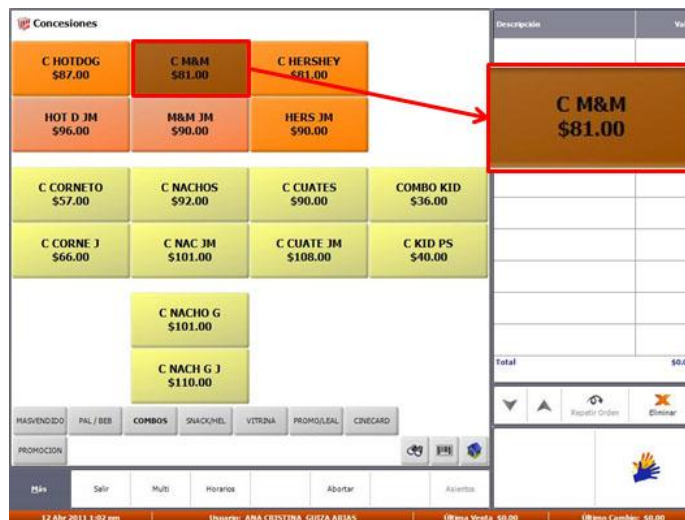 Concesiones
Descripción
Val
C HOTDOG
$87.00
C M&M
$81.00
C HERSHEY
$81.00
C M&M
$81.00
HOT D JM
$96.00
M&M JM
$90.00
HERS JM
$90.00
C CORNETO
$57.00
C NACHOS
$92.00
C CUATES
$90.00
COMBO KID
$36.00
C CORNE J
$66.00
C NAC JM
$101.00
C CUATE JM
$108.00
C KID PS
$40.00
C NACHO G
$101.00
C NACH G J
$110.00
Total
$0.0
Repetir Orden
Eliminar
MASVENDIDO
PAL / BEB
COMBOS
SNACK/HEL
VITRINA
PROMO/LEAL
CINECARD
PROMOCION
Más
Salir
Multi
Horarios
Abortar
Asientos
12 Abr 2011 1:02 pm
Usuario: ANA CRISTINA GUIZA ARIAS
Última Venta $0.00
Último Cambio: $0.00